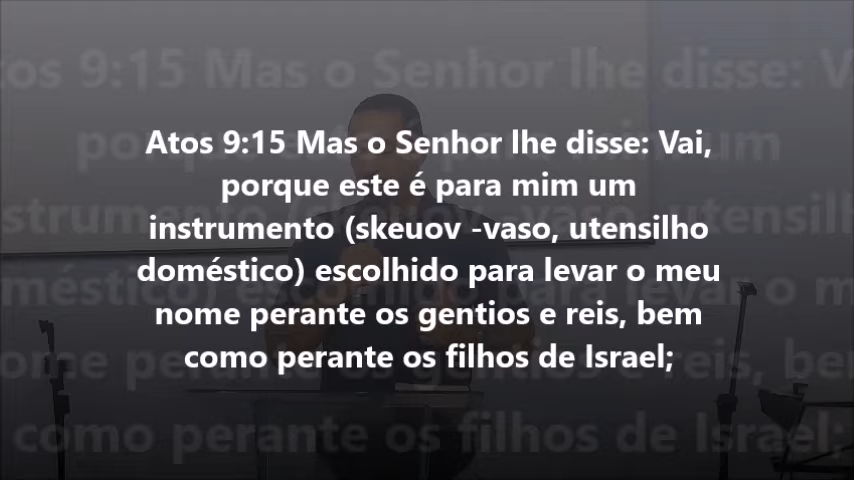 Atos 9:15 Mas o Senhor lhe disse: Vai,
porque este é para mim um
instrumento (skeuov -vaso, utensilho
doméstico) escolhido para levar o meu
nome perante os gentios e reis, bem
como perante os filhos de Israel;